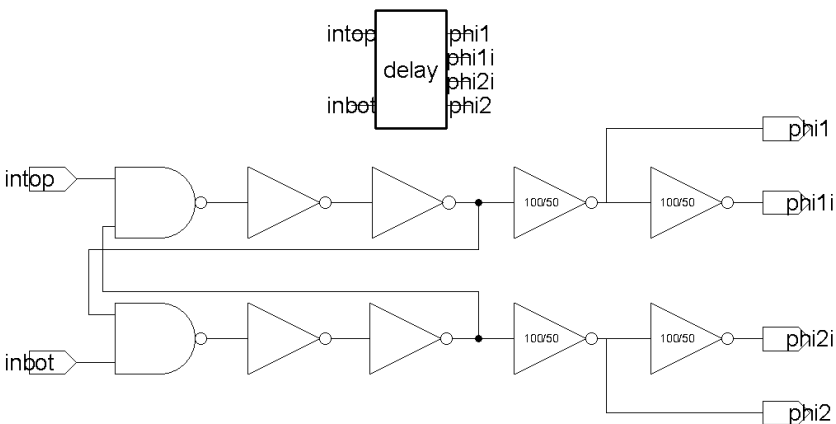 intop
phi1
phi1i
delay
phi2i
inbot
phi2
phi1
intop
100/50
100/50
phi1i
inbot
100/50
100/50
phi2i
phi2